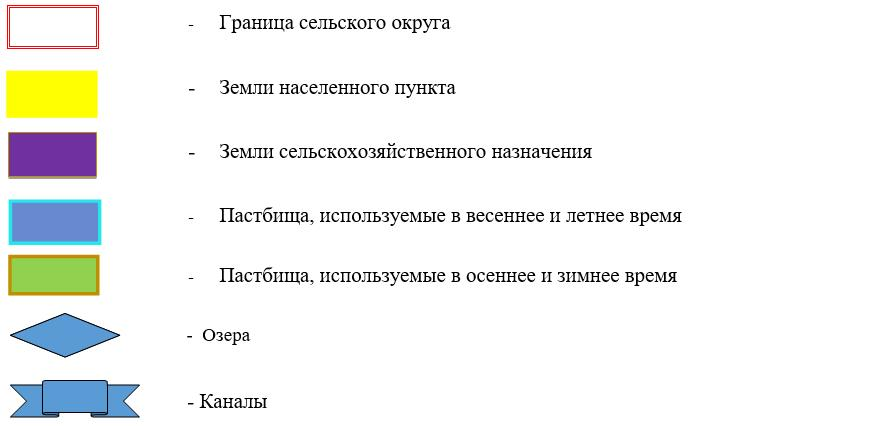 - Граница сельского округа
- Земли населенного пункта
- Земли сельскохозяйственного назначения
- Пастбища, используемые в весеннее и летнее время
- Пастбища, используемые в осеннее и зимнее время
- Озера
- Каналы